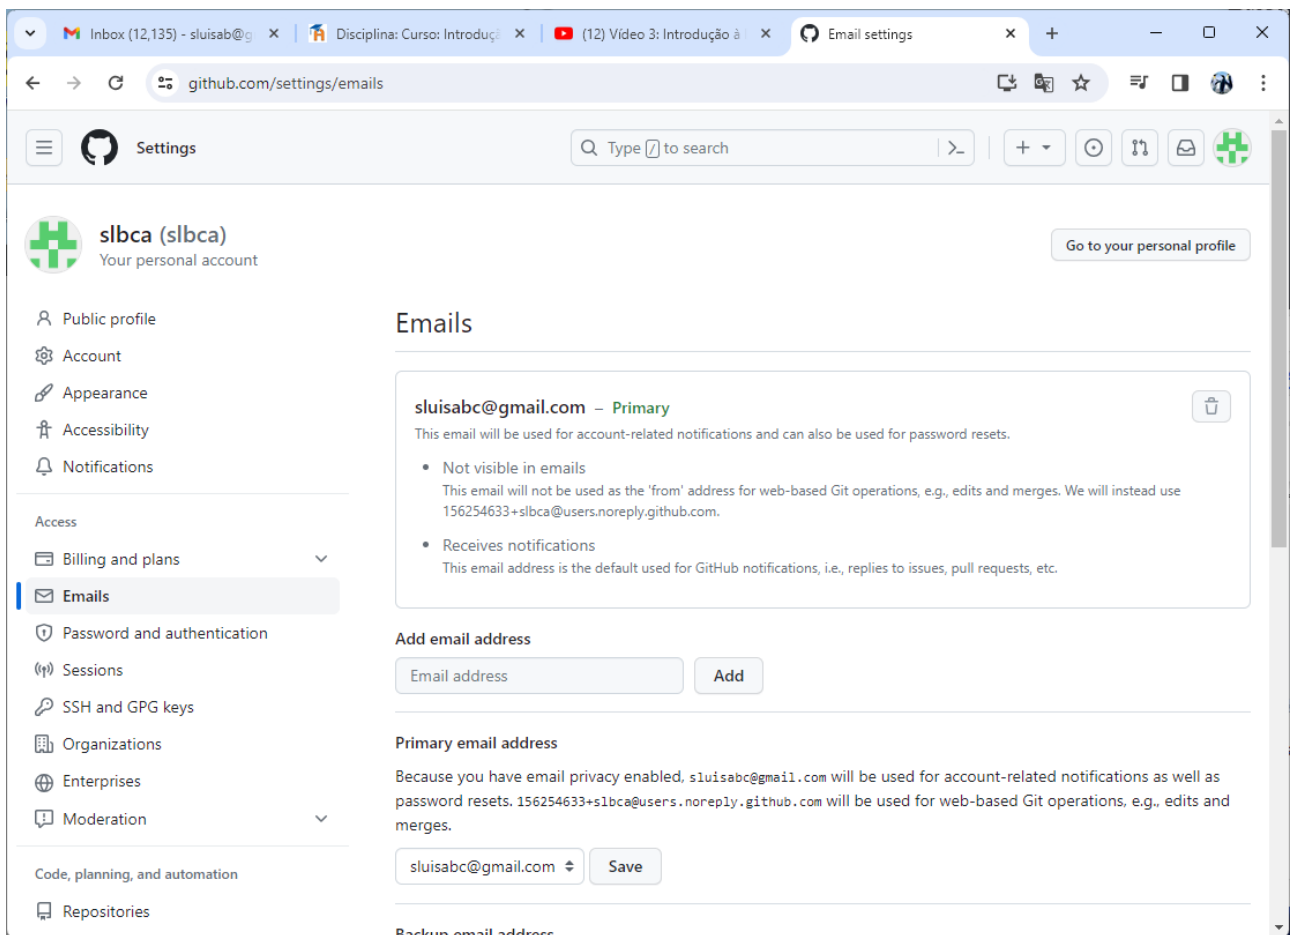 Inbox (12,135) - sluisab@g
Disciplina: Curso: Introduçã
(12) Vídeo 3: Introdução à
Email settings
github.com/settings/emails
Settings
Type / to search
slbca (slbca)
Your personal account
Go to your personal profile
Public profile
Account
Appearance
Accessibility
Notifications
Access
Billing and plans
Emails
Password and authentication
Sessions
SSH and GPG keys
Organizations
Enterprises
Moderation
Code, planning, and automation
Repositories
Emails
sluisabc@gmail.com – Primary
This email will be used for account-related notifications and can also be used for password resets.
• Not visible in emails
This email will not be used as the 'from' address for web-based Git operations, e.g., edits and merges. We will instead use
156254633+slbca@users.noreply.github.com.
• Receives notifications
This email address is the default used for GitHub notifications, i.e., replies to issues, pull requests, etc.
Add email address
Email address
Add
Primary email address
Because you have email privacy enabled, sluisabc@gmail.com will be used for account-related notifications as well as
password resets. 156254633+slbca@users.noreply.github.com will be used for web-based Git operations, e.g., edits and
merges.
sluisabc@gmail.com
Save
Backup email address